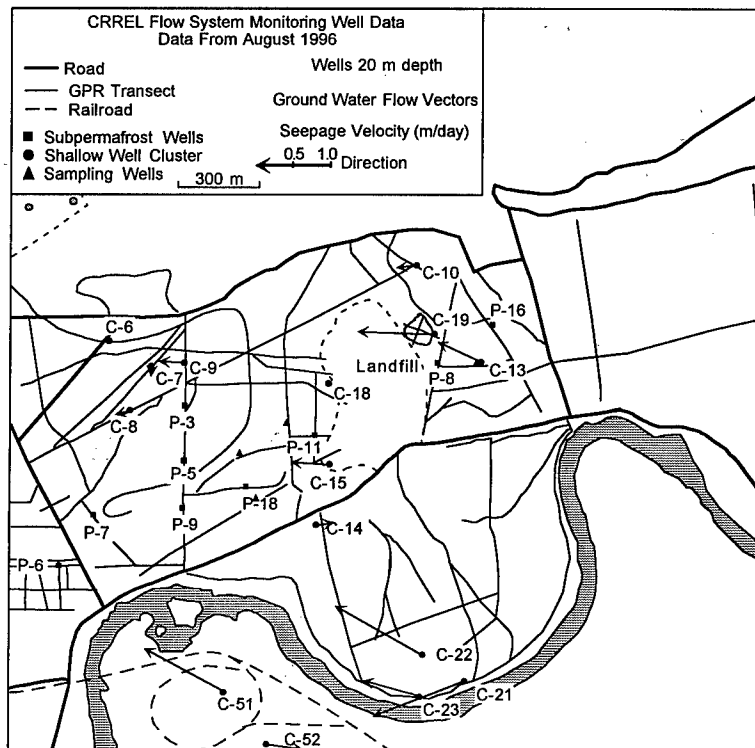 CRREL Flow System Monitoring Well Data
Data From August 1996
Road
Wells 20 m depth
GPR Transect
Ground Water Flow Vectors
Railroad
Seepage Velocity (m/day)
Subpermafrost Wells
Shallow Well Cluster
0.5 1.0
Direction
Sampling Wells
300 m
C-10
C-6
C-19
P-16
C-9
Landfill
C-7
P-8
C-13
C-18
C-8
P-3
P-11
P-5
C-15
P-18
P-9
P-7
C-14
P-6
C-22
C-21
C-51
C-23
C-52